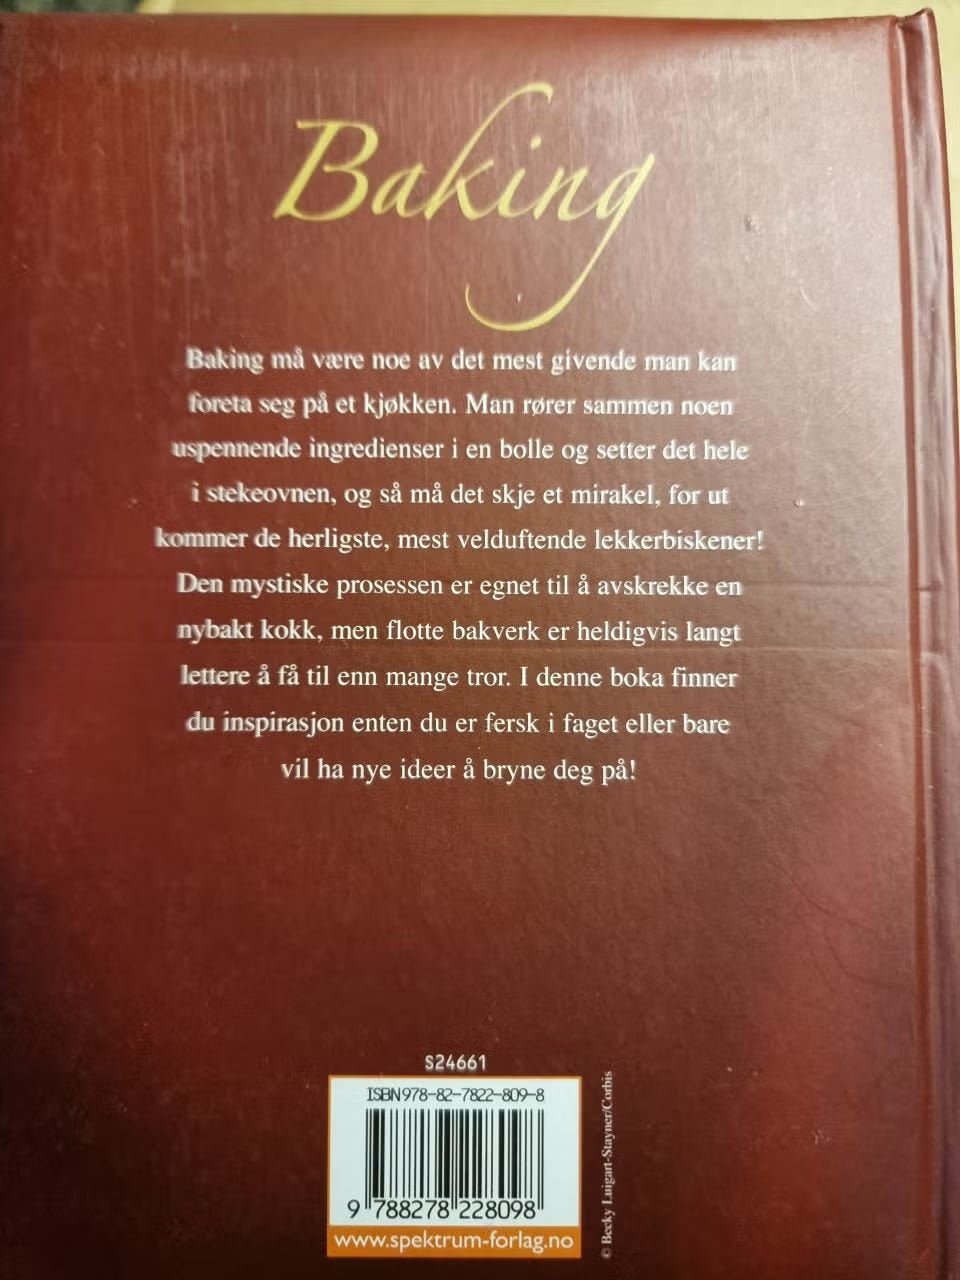 Baking
Baking må være noe av det mest givende man kan
foreta seg på et kjøkken. Man rører sammen noen
uspennende ingredienser i en bolle og setter det hele
i stekeovnen, og så må det skje et mirakel, for ut
kommer de herligste, mest velduftende lekkerbiskener!
Den mystiske prosessen er egnet til å avskrekke en
nybakt kokk, men flotte bakverk er heldigvis langt
lettere å få til enn mange tror. I denne boka finner
du inspirasjon enten du er fersk i faget eller bare
vil ha nye ideer å bryne deg på!
S24661
ISBN 978-82-7822-809-8
9 788278 228098
www.spektrum-forlag.no
© Becky Luigart-Stayner/Corbis